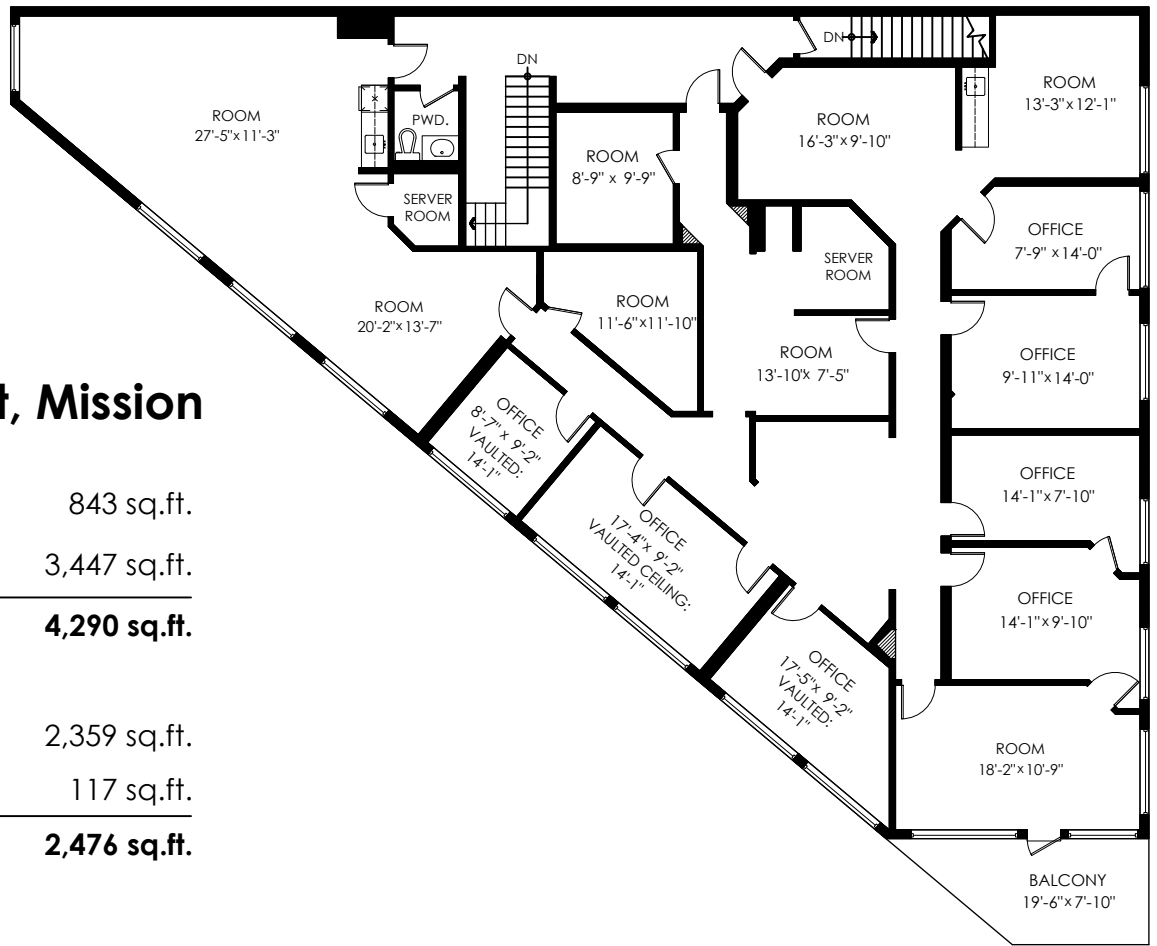 DN
DN
ROOM
27'-5"x11'-3"
PWD.
ROOM
8'-9" x 9'-9"
ROOM
16'-3"x9'-10"
ROOM
13'-3"x12'-1"
SERVER
ROOM
OFFICE
7'-9" x14'-0"
SERVER
ROOM
ROOM
20'-2"x13'-7"
ROOM
11'-6"x11'-10"
ROOM
13'-10'x 7'-5"
OFFICE
9'-11"x14'-0"
t, Mission
OFFICE
8'-7" x 9'-2"
VAULTED:
14'-1"
OFFICE
14'-1"x7'-10"
843 sq.ft.
3,447 sq.ft.
4,290 sq.ft.
OFFICE
17'-4"x 9'-2"
VAULTED CEILING:
14'-1"
OFFICE
14'-1"x9'-10"
OFFICE
17'-5"x 9'-2"
VAULTED:
14'-1"
2,359 sq.ft.
117 sq.ft.
2,476 sq.ft.
ROOM
18'-2"x10'-9"
BALCONY
19'-6"x7'-10"